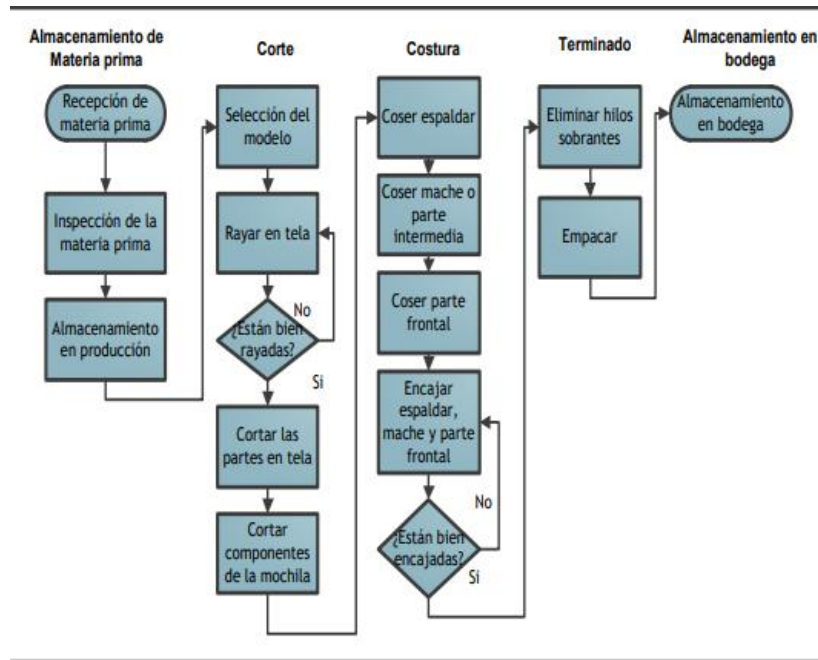 Almacenamiento de
Materia prima
Recepción de
materia prima
Inspección de la
materia prima
Almacenamiento
en producción
Corte
Selección del
modelo
Rayar en tela
No
¿Están bien
rayadas?
Si
Cortar las
partes en tela
Cortar
componentes
de la mochila
Costura
Coser espaldar
Coser mache o
parte
intermedia
Coser parte
frontal
Encajar
espaldar,
mache y parte
frontal
No
¿Están bien
encajadas?
Si
Terminado
Eliminar hilos
sobrantes
Empacar
Almacenamiento en
bodega
Almacenamiento
en bodega